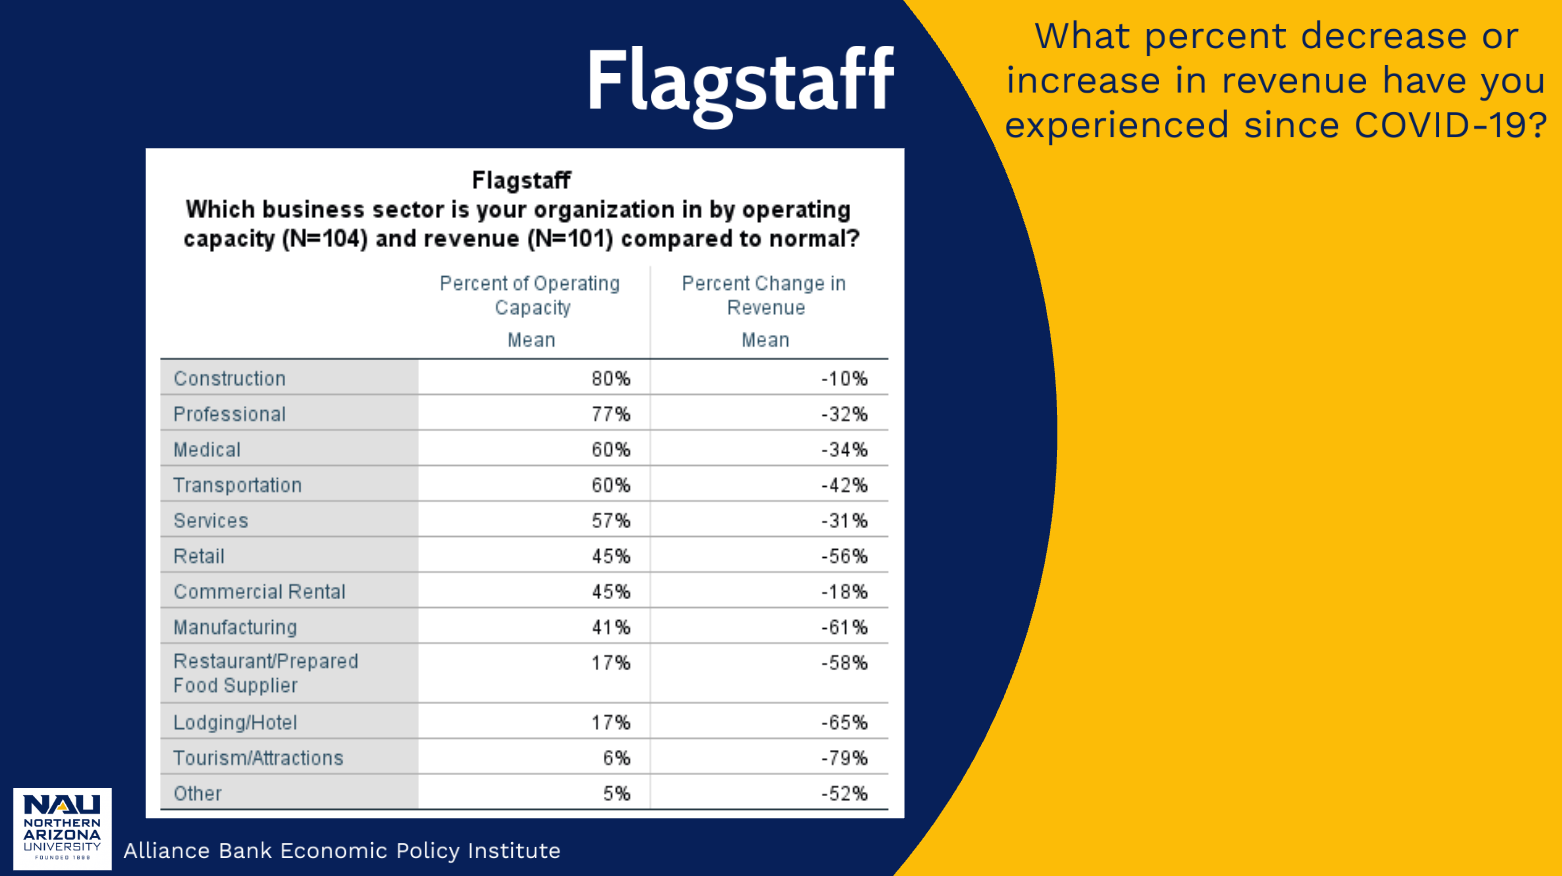 Flagstaff
What percent decrease or
increase in revenue have you
experienced since COVID-19?
Flagstaff
Which business sector is your organization in by operating
capacity (N=104) and revenue (N=101) compared to normal?
Percent of Operating Capacity Percent Change in Revenue
Mean Mean
Construction 80% -10%
Professional 77% -32%
Medical 60% -34%
Transportation 60% -42%
Services 57% -31%
Retail 45% -56%
Commercial Rental 45% -18%
Manufacturing 41% -61%
Restaurant/Prepared Food Supplier 17% -58%
Lodging/Hotel 17% -65%
Tourism/Attractions 6% -79%
Other 5% -52%
NAU
NORTHERN
ARIZONA
UNIVERSITY
FOUNDED 1899
Alliance Bank Economic Policy Institute